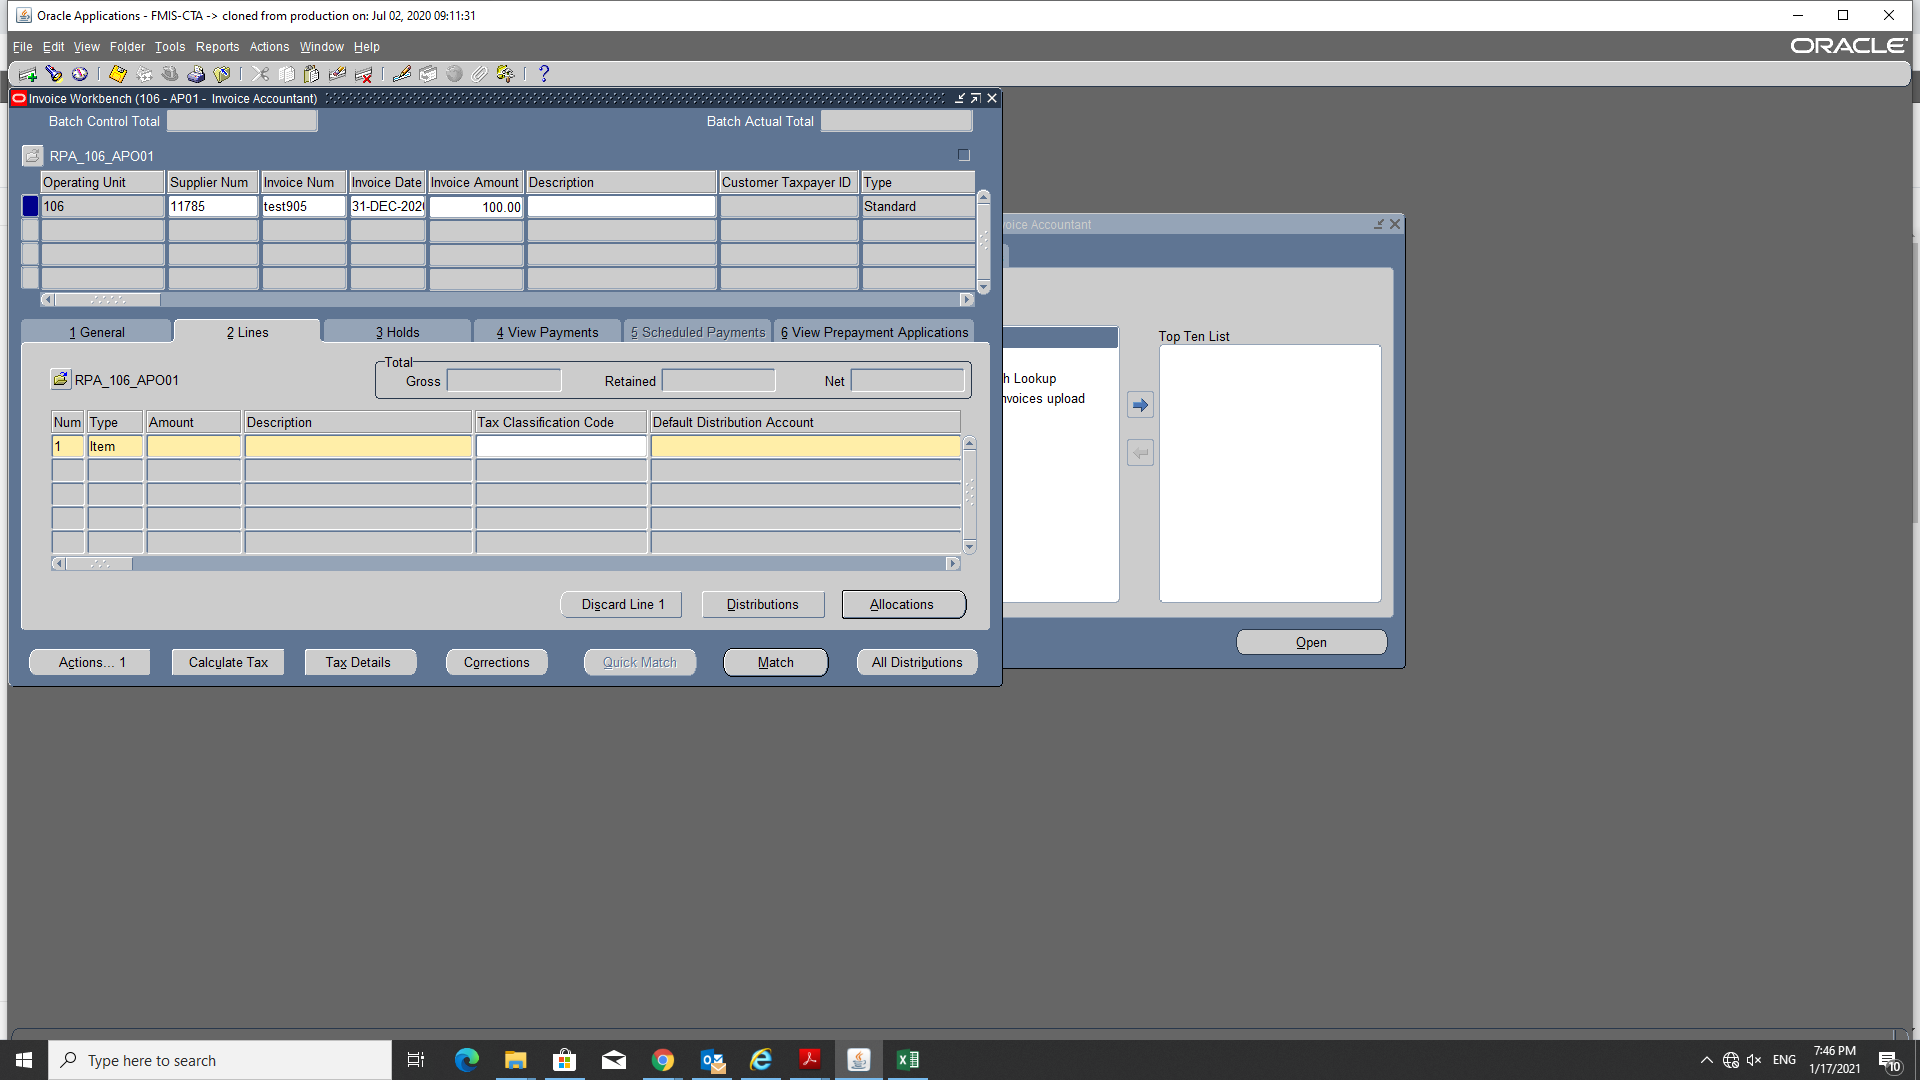 Oracle Applications - FMIS-CTA -> cloned from production on: Jul 02, 2020 09:11:31
File Edit View Folder Tools Reports Actions Window Help
ORACLE
Invoice Workbench (106 - AP01 - Invoice Accountant)
Batch Control Total
Batch Actual Total
RPA_106_APO01
Operating Unit Supplier Num Invoice Num Invoice Date Invoice Amount Description Customer Taxpayer ID Type
106 11785 test905 31-DEC-202 100.00 Standard
Invoice Accountant
1 General 2 Lines 3 Holds 4 View Payments 5 Scheduled Payments 6 View Prepayment Applications
Total
RPA_106_APO01
Gross Retained Net
Top Ten List
h Lookup
nvoices upload
Num Type Amount Description Tax Classification Code Default Distribution Account
1 Item
Discard Line 1 Distributions Allocations
Open
Actions... 1 Calculate Tax Tax Details Corrections Quick Match Match All Distributions
Type here to search
ENG
7:46 PM
1/17/2021
10